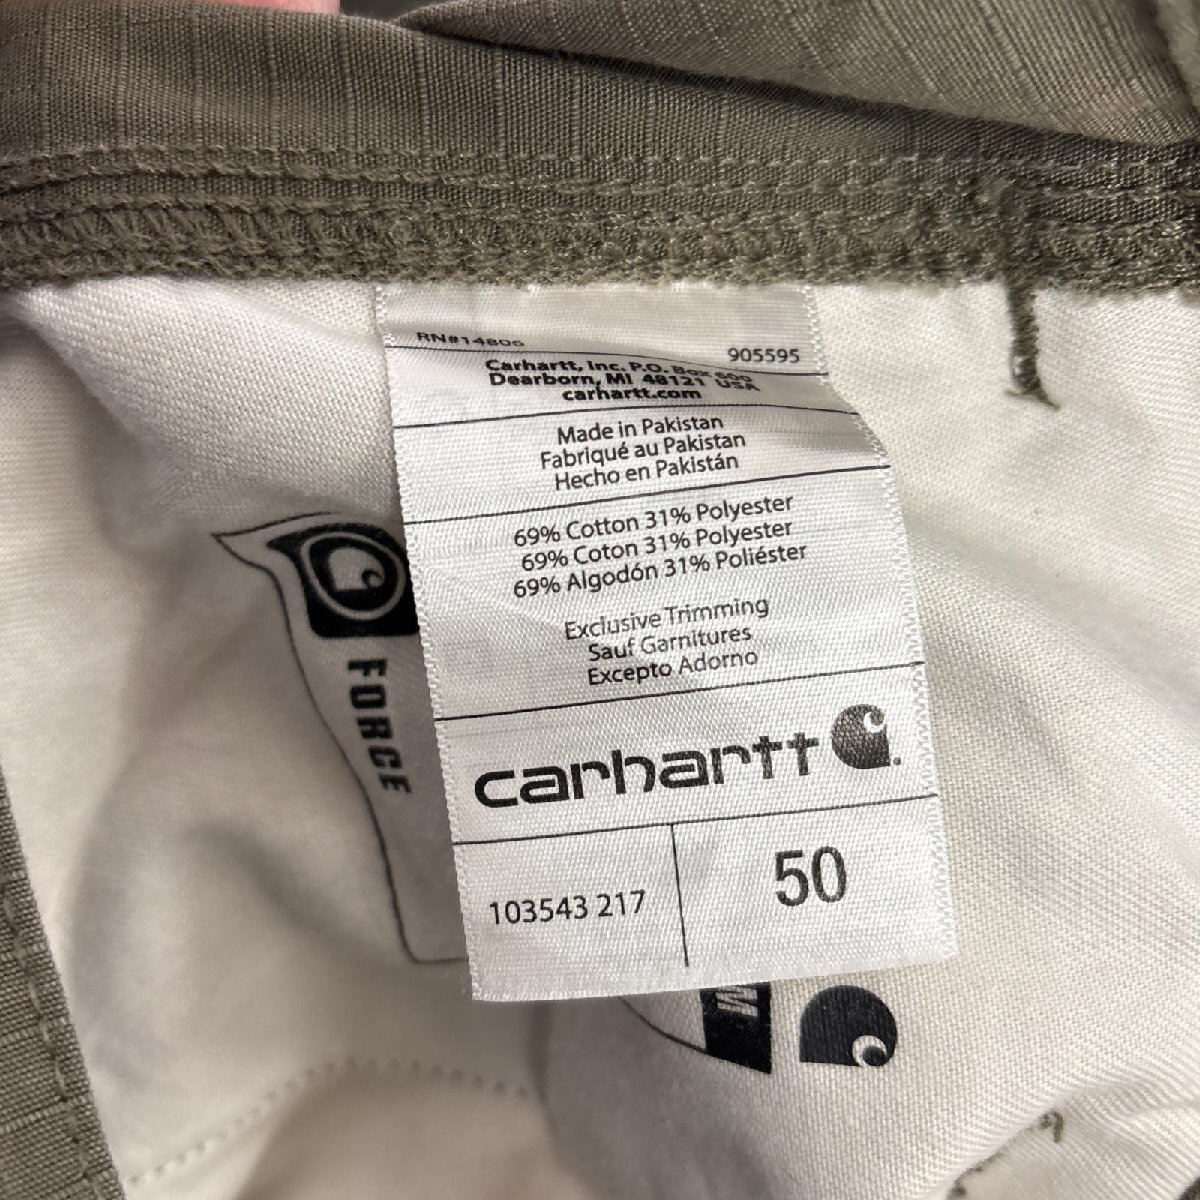 RN#14806
905595
Carhartt, Inc. P.O. Box 600
Dearborn, MI 48121 USA
carhartt.com
Made in Pakistan
Fabriqué au Pakistan
Hecho en Pakistán
69% Cotton 31% Polyester
69% Coton 31% Polyester
69% Algodón 31% Poliéster
Exclusive Trimming
Sauf Garnitures
Excepto Adorno
carhartt
103543 217
50
FORCE